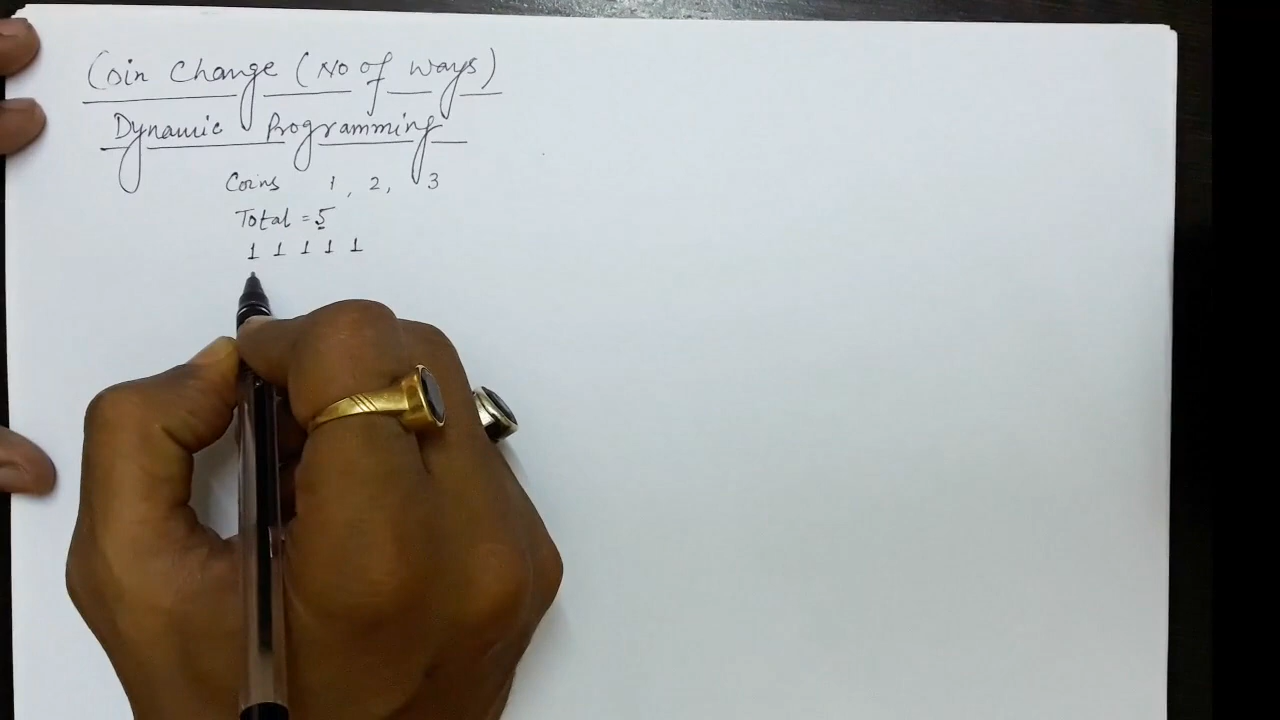 Coin Change (No of ways)
Dynamic Programming
Coins 1, 2, 3
Total = 5
1 1 1 1 1